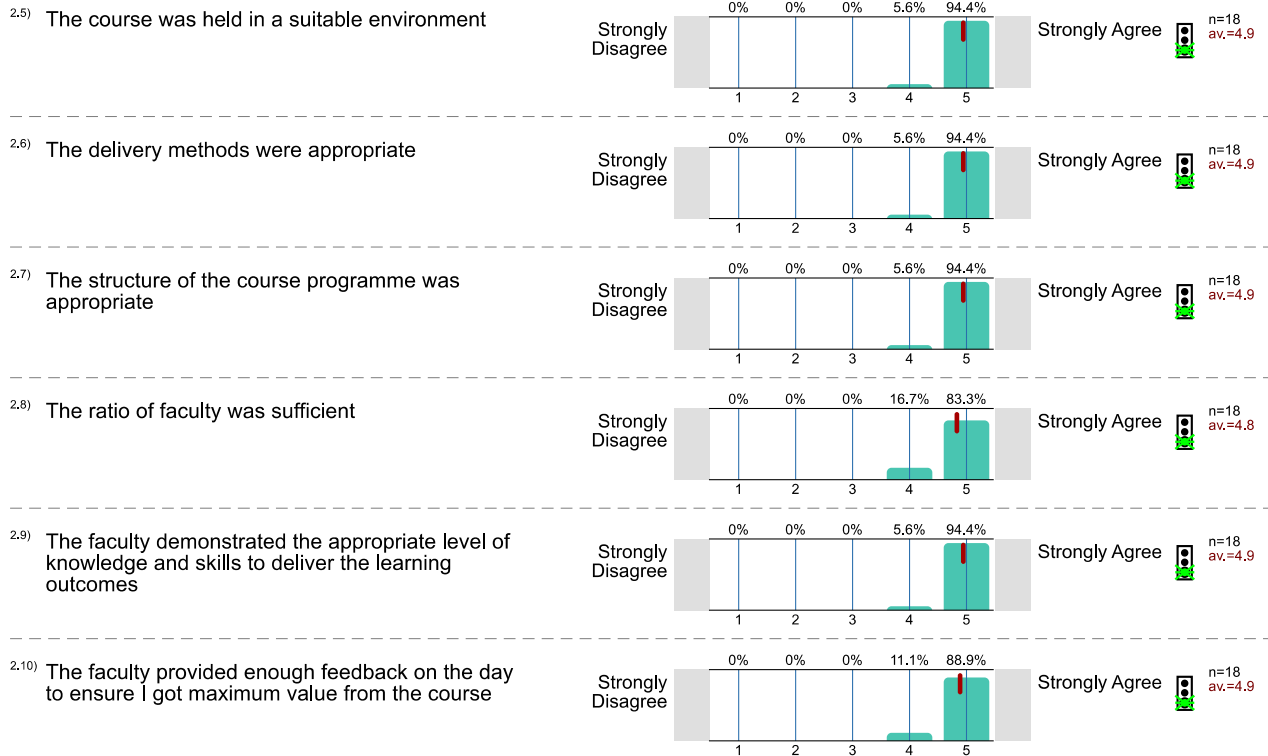 0% 0% 0% 5.6% 94.4%
2.5) The course was held in a suitable environment
Strongly
Disagree
Strongly Agree
n=18
av.=4.9
1 2 3 4 5
0% 0% 0% 5.6% 94.4%
2.6) The delivery methods were appropriate
Strongly
Disagree
Strongly Agree
n=18
av.=4.9
1 2 3 4 5
0% 0% 0% 5.6% 94.4%
2.7) The structure of the course programme was
appropriate
Strongly
Disagree
Strongly Agree
n=18
av.=4.9
1 2 3 4 5
0% 0% 0% 16.7% 83.3%
2.8) The ratio of faculty was sufficient
Strongly
Disagree
Strongly Agree
n=18
av.=4.8
1 2 3 4 5
0% 0% 0% 5.6% 94.4%
2.9) The faculty demonstrated the appropriate level of
knowledge and skills to deliver the learning
outcomes
Strongly
Disagree
Strongly Agree
n=18
av.=4.9
1 2 3 4 5
0% 0% 0% 11.1% 88.9%
2.10) The faculty provided enough feedback on the day
to ensure I got maximum value from the course
Strongly
Disagree
Strongly Agree
n=18
av.=4.9
1 2 3 4 5